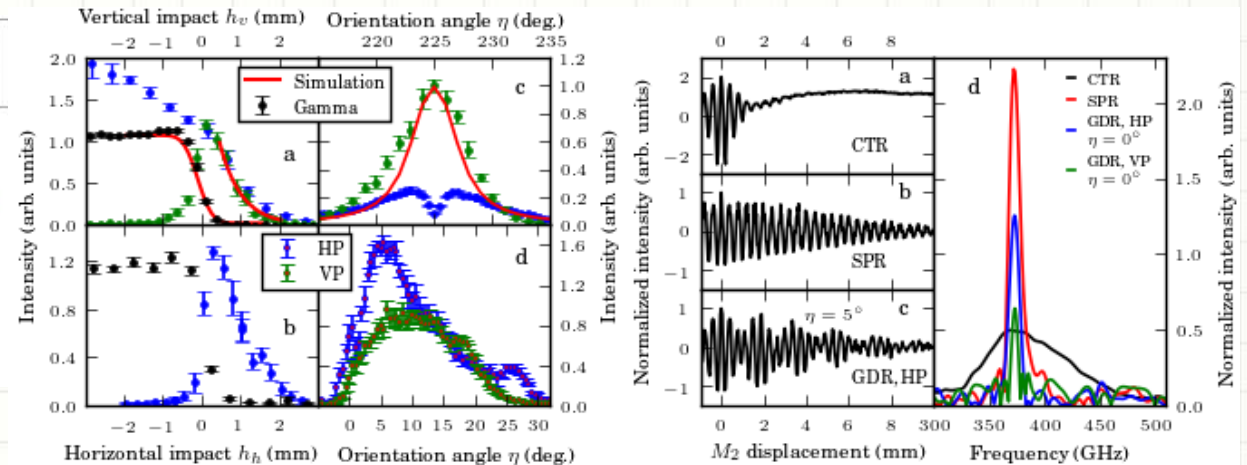 Vertical impact hᵥ (mm)
Orientation angle η (deg.)
−2 −1 0 1 2
220 225 230 235
2.0
1.5
1.0
0.5
0.0
Simulation
Gamma
a
c
1.2
1.0
0.8
0.6
0.4
0.2
0.0
Intensity (arb. units)
Intensity (arb. units)
1.2
0.8
0.4
0.0
HP
VP
b
d
1.6
1.2
0.8
0.4
0.0
−2 −1 0 1 2
0 5 10 15 20 25 30
Horizontal impact hₕ (mm)
Orientation angle η (deg.)
0 2 4 6 8
Normalized intensity (arb. units)
2
0
−2
a
CTR
1
0
−1
b
SPR
1
0
−1
c
η = 5°
GDR, HP
0 2 4 6 8
M₂ displacement (mm)
d
CTR
SPR
GDR, HP
η = 0°
GDR, VP
η = 0°
2.0
1.5
1.0
0.5
0.0
Normalized intensity (arb. units)
300 350 400 450 500
Frequency (GHz)